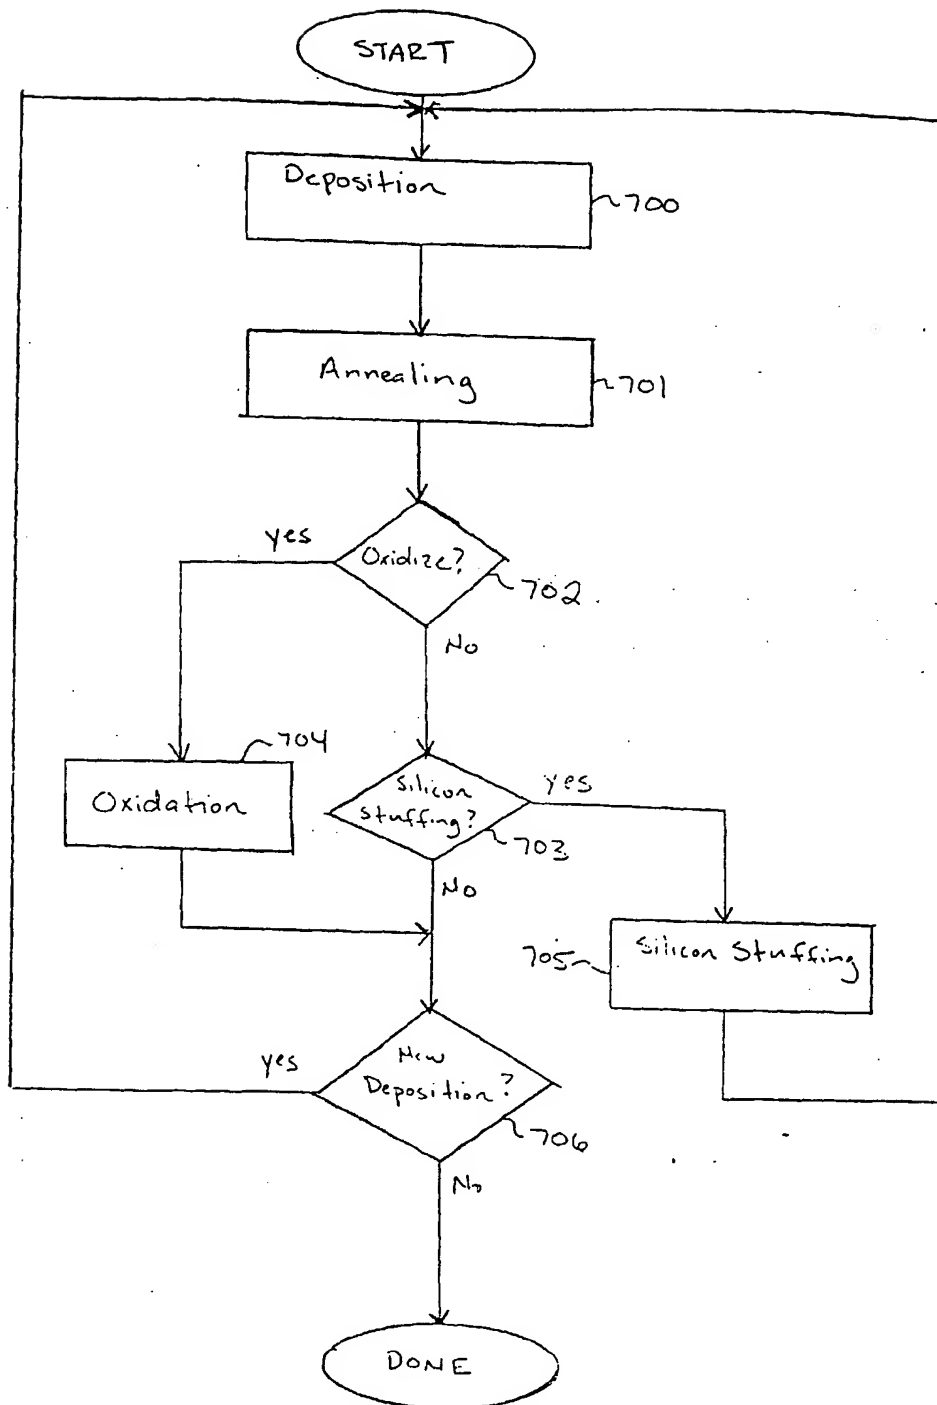 START
Deposition
700
Annealing
701
yes
Oxidize?
702
No
704
Oxidation
Silicon
Stuffing?
yes
703
No
705
Silicon Stuffing
yes
New
Deposition?
706
No
DONE